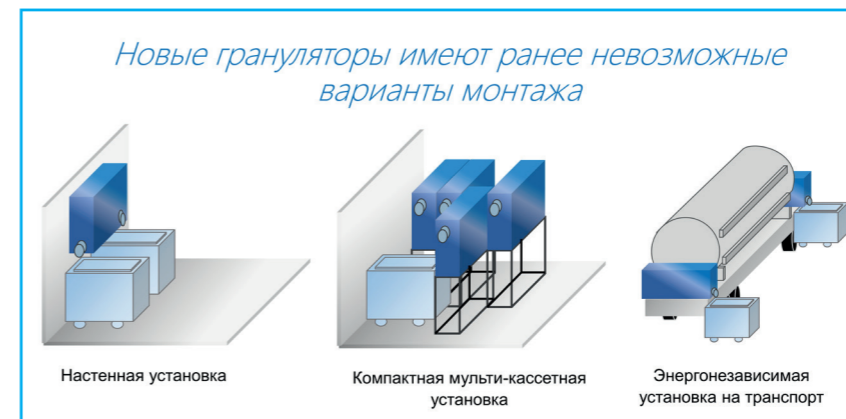 Новые грануляторы имеют ранее невозможные
варианты монтажа
Настенная установка
Компактная мульти-кассетная
установка
Энергонезависимая
установка на транспорт